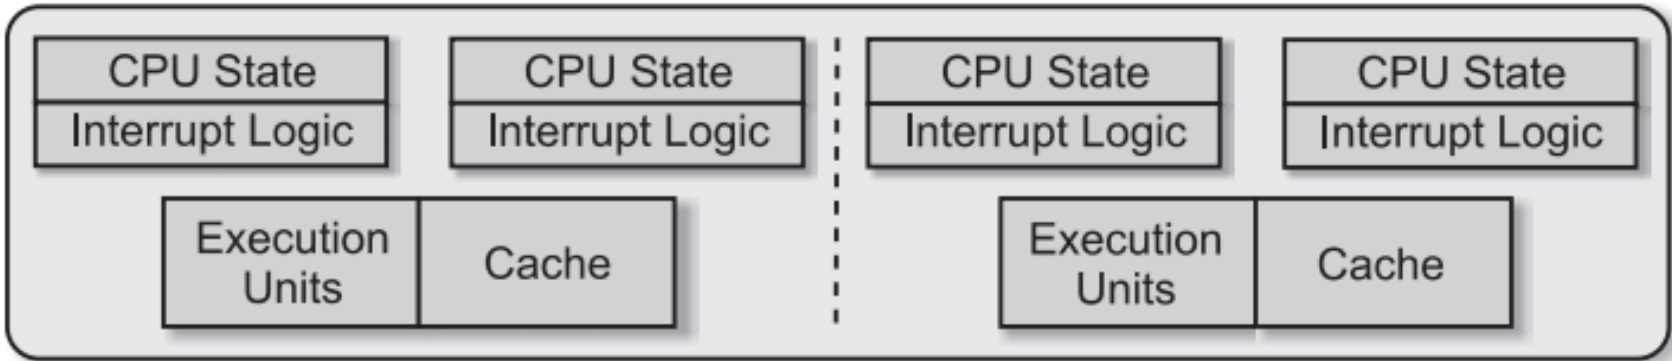 CPU State
Interrupt Logic
CPU State
Interrupt Logic
CPU State
Interrupt Logic
CPU State
Interrupt Logic
Execution
Units
Cache
Execution
Units
Cache